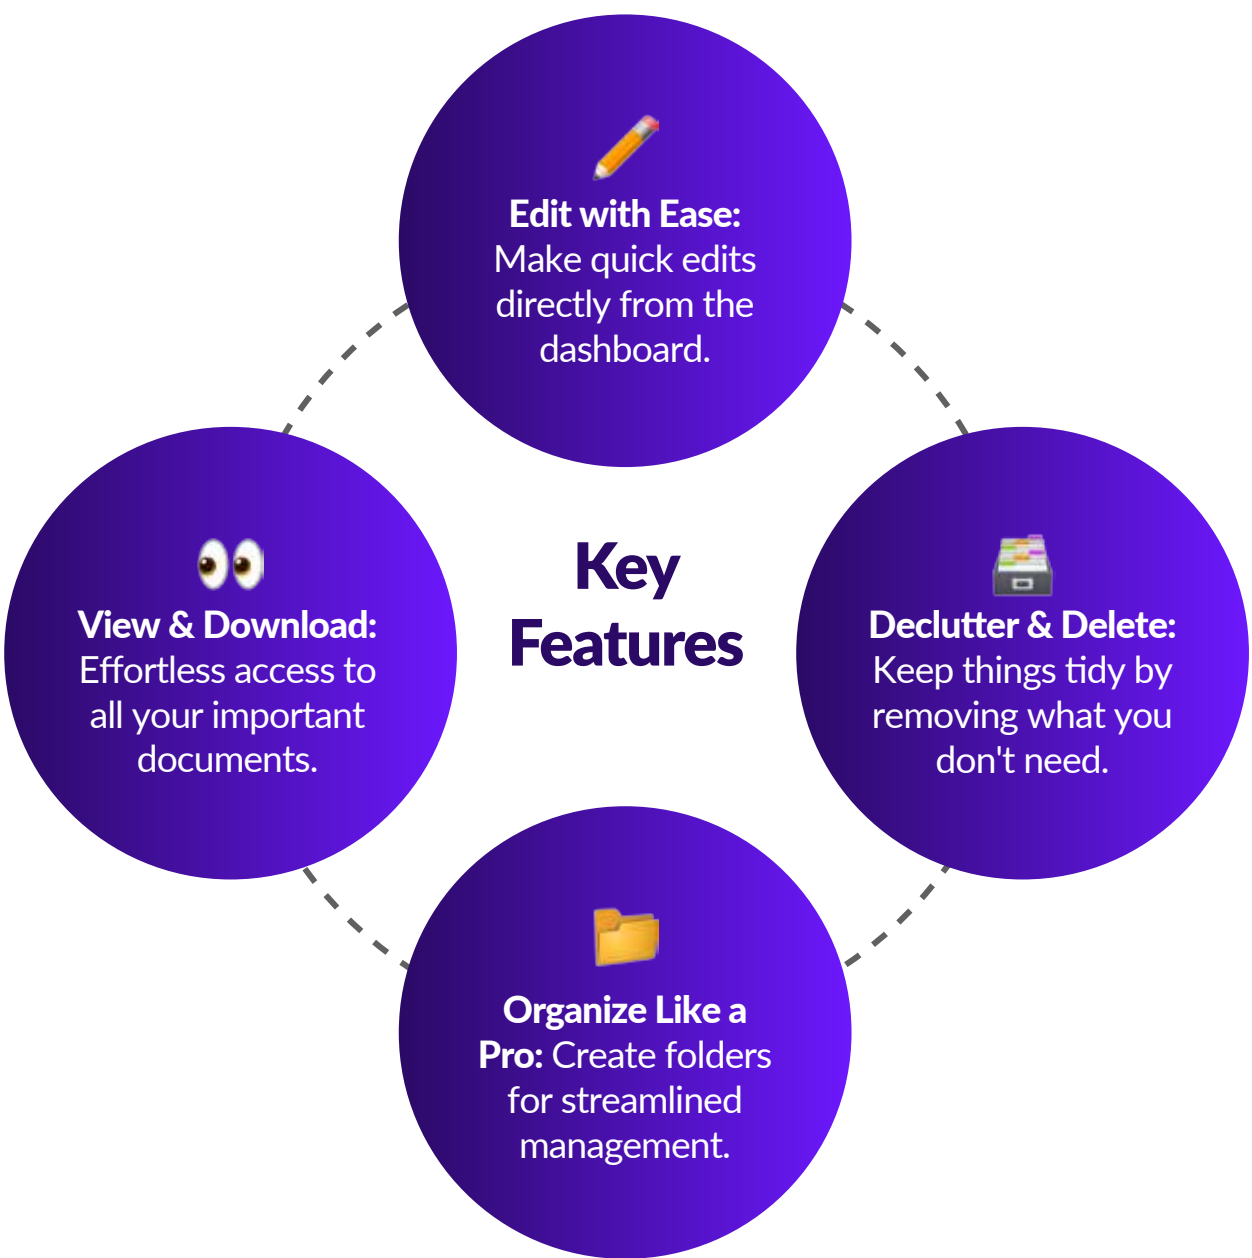 Edit with Ease:
Make quick edits
directly from the
dashboard.
View & Download:
Effortless access to
all your important
documents.
Key
Features
Declutter & Delete:
Keep things tidy by
removing what you
don't need.
Organize Like a
Pro: Create folders
for streamlined
management.